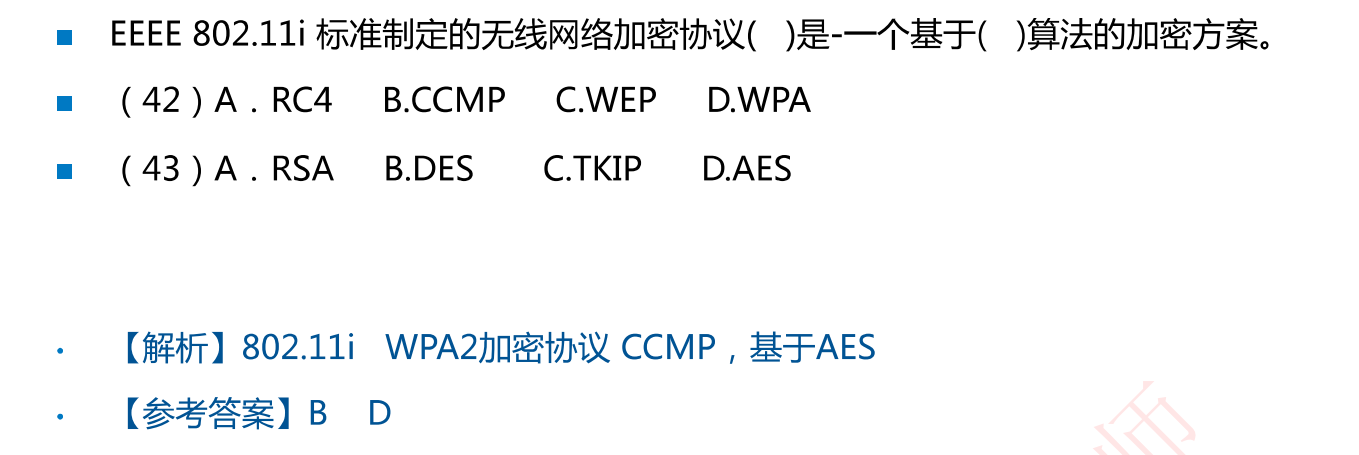 EEEE 802.11i 标准制定的无线网络加密协议( )是-一个基于( )算法的加密方案。
（42）A．RC4 B.CCMP C.WEP D.WPA
（43）A．RSA B.DES C.TKIP D.AES
【解析】802.11i WPA2加密协议 CCMP，基于AES
【参考答案】B D
师